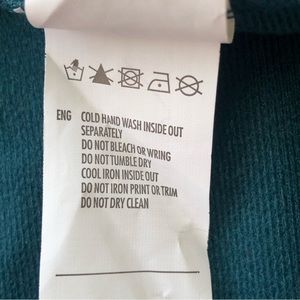 ENG COLD HAND WASH INSIDE OUT
SEPARATELY
DO NOT BLEACH OR WRING
DO NOT TUMBLE DRY
COOL IRON INSIDE OUT
DO NOT IRON PRINT OR TRIM
DO NOT DRY CLEAN